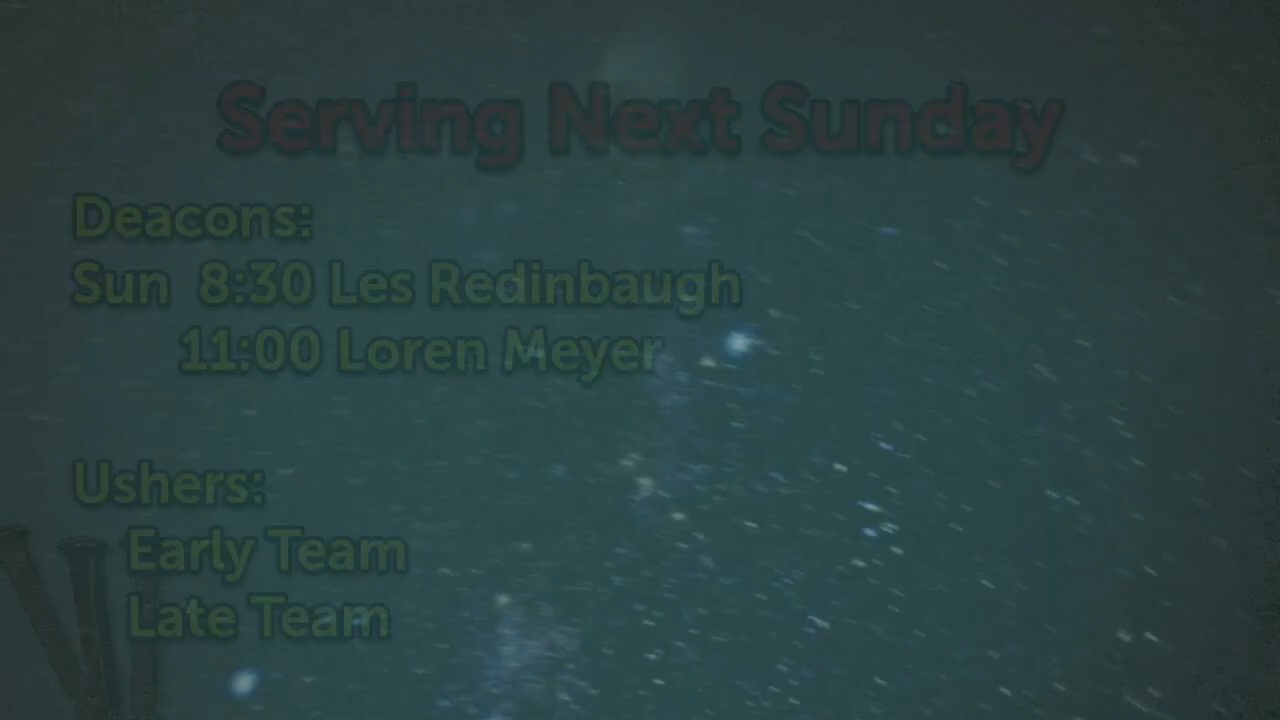 Serving Next Sunday
Deacons:
Sun 8:30 Les Redinbaugh
11:00 Loren Meyer
Ushers:
Early Team
Late Team